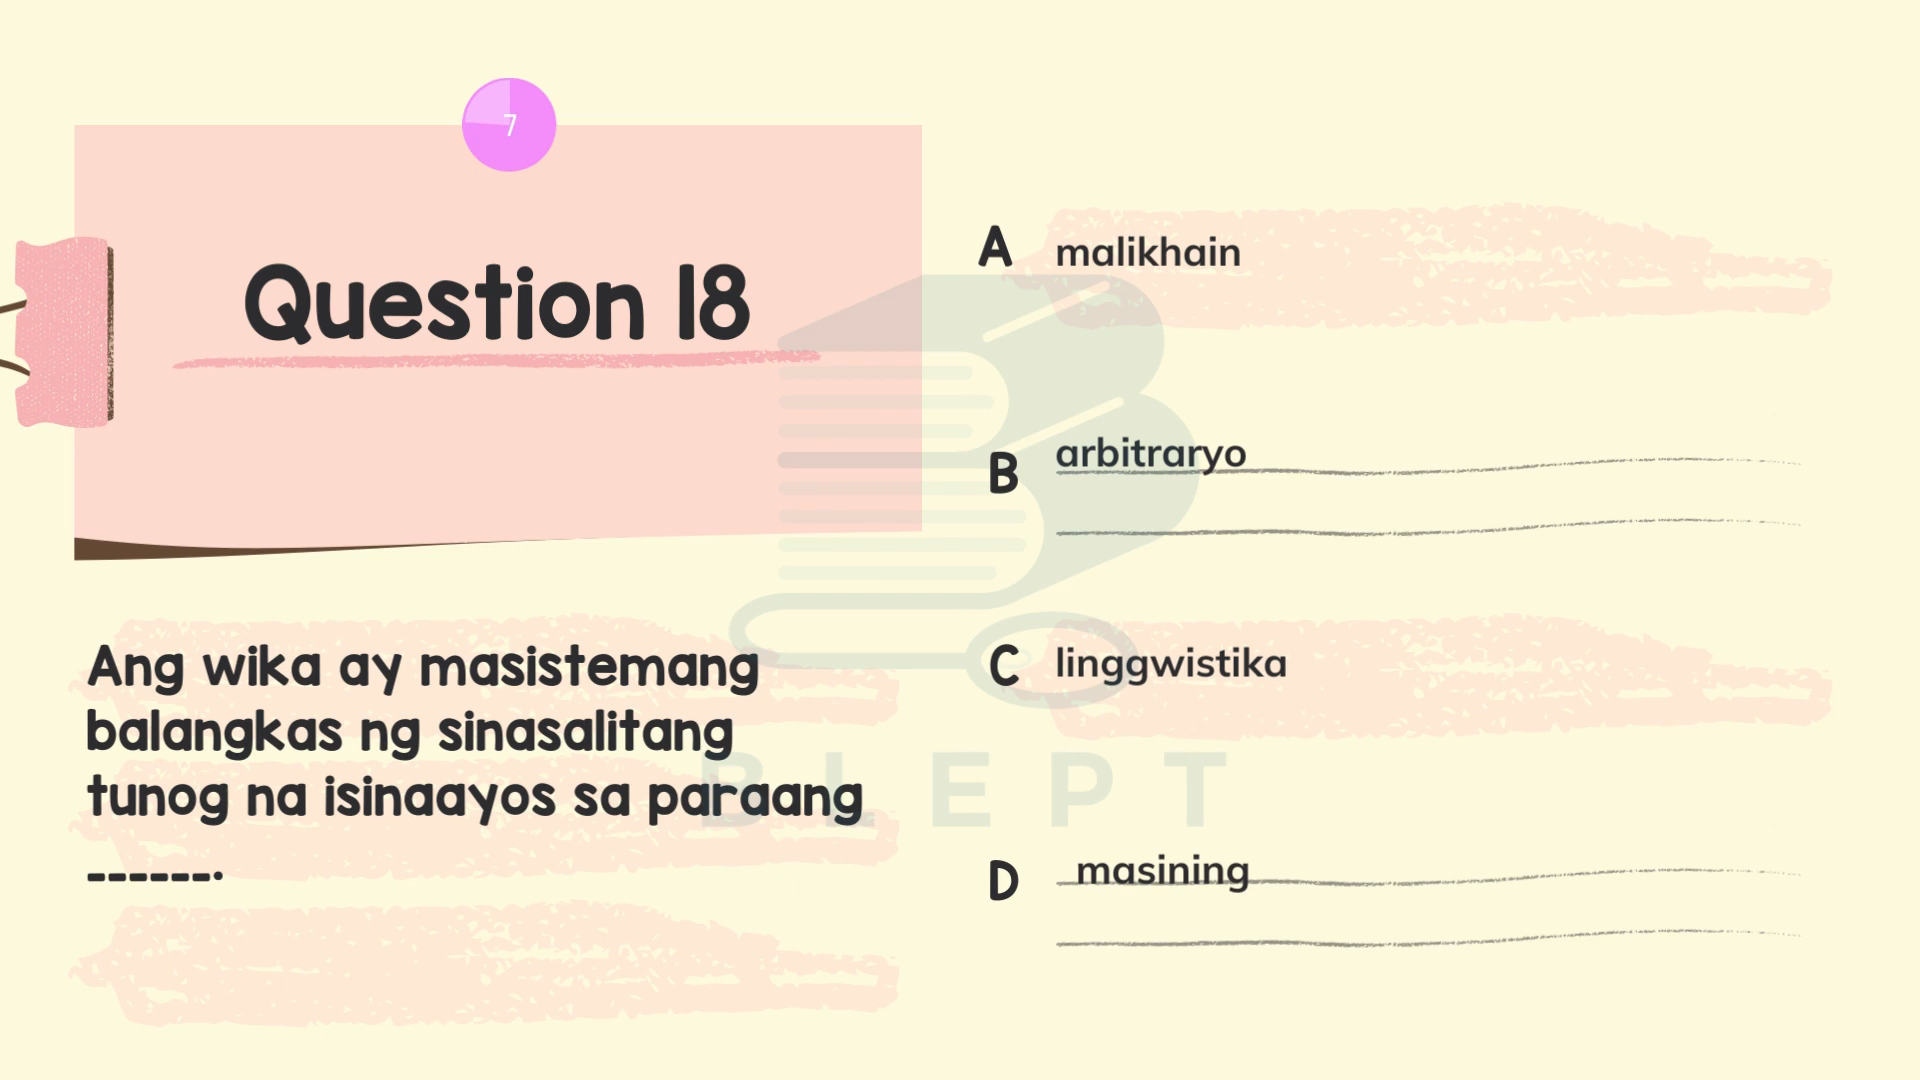 7
Question 18
Ang wika ay masistemang
balangkas ng sinasalitang
tunog na isinaayos sa paraang
------.
A malikhain
B arbitraryo
C linggwistika
D masining
BLEPT